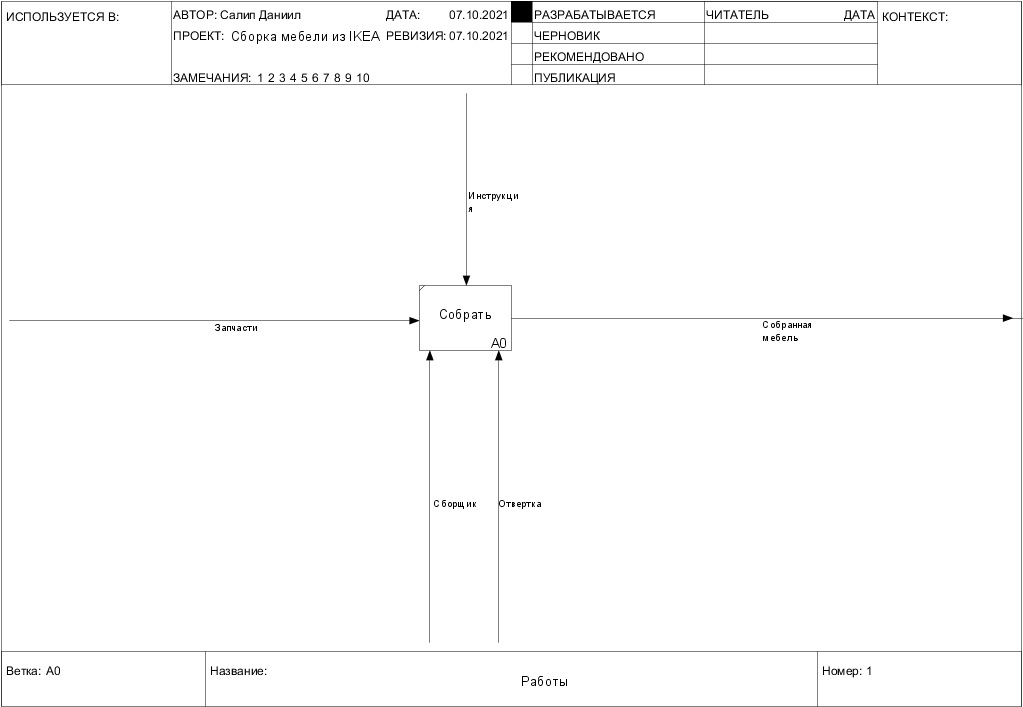 ИСПОЛЬЗУЕТСЯ В:
АВТОР: Салип Даниил
ДАТА: 07.10.2021
ПРОЕКТ: Сборка мебели из IKEA
РЕВИЗИЯ: 07.10.2021
ЗАМЕЧАНИЯ: 1 2 3 4 5 6 7 8 9 10
РАЗРАБАТЫВАЕТСЯ
ЧЕРНОВИК
РЕКОМЕНДОВАНО
ПУБЛИКАЦИЯ
ЧИТАТЕЛЬ
ДАТА
КОНТЕКСТ:
Инструкци
я
Собрать
A0
Запчасти
Собранная
мебель
Сборщик
Отвертка
Ветка: A0
Название:
Работы
Номер: 1